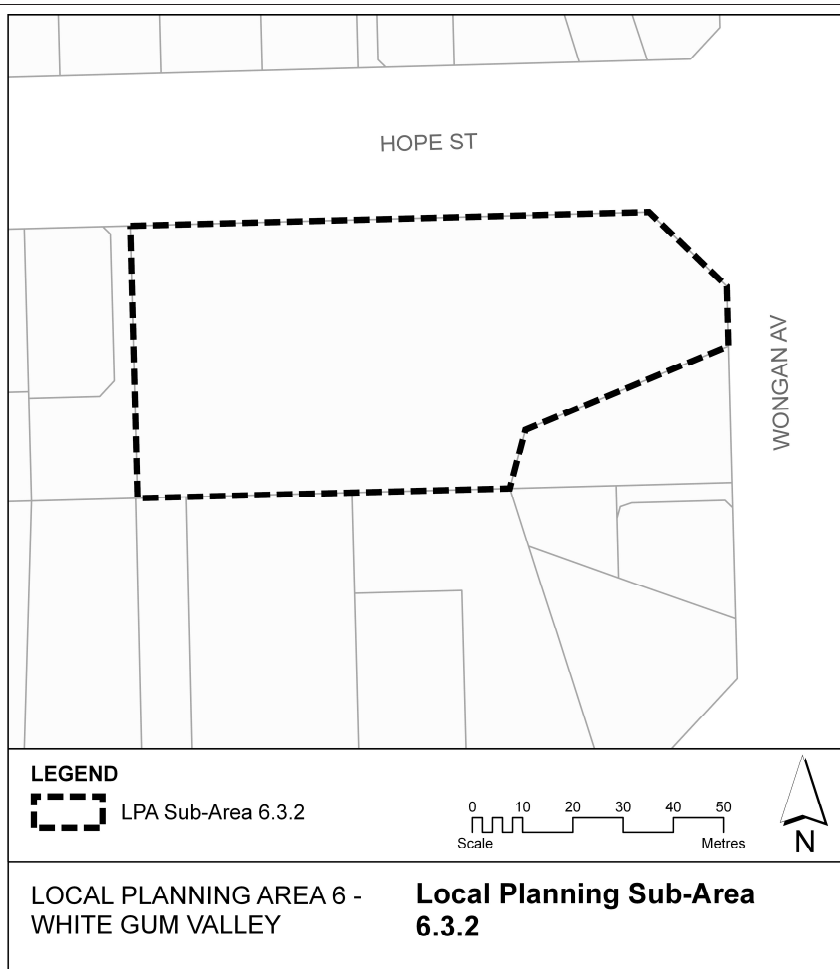 HOPE ST
WONGAN AV
LEGEND
LPA Sub-Area 6.3.2
0 10 20 30 40 50
Scale Metres
N
LOCAL PLANNING AREA 6 -
WHITE GUM VALLEY
Local Planning Sub-Area
6.3.2